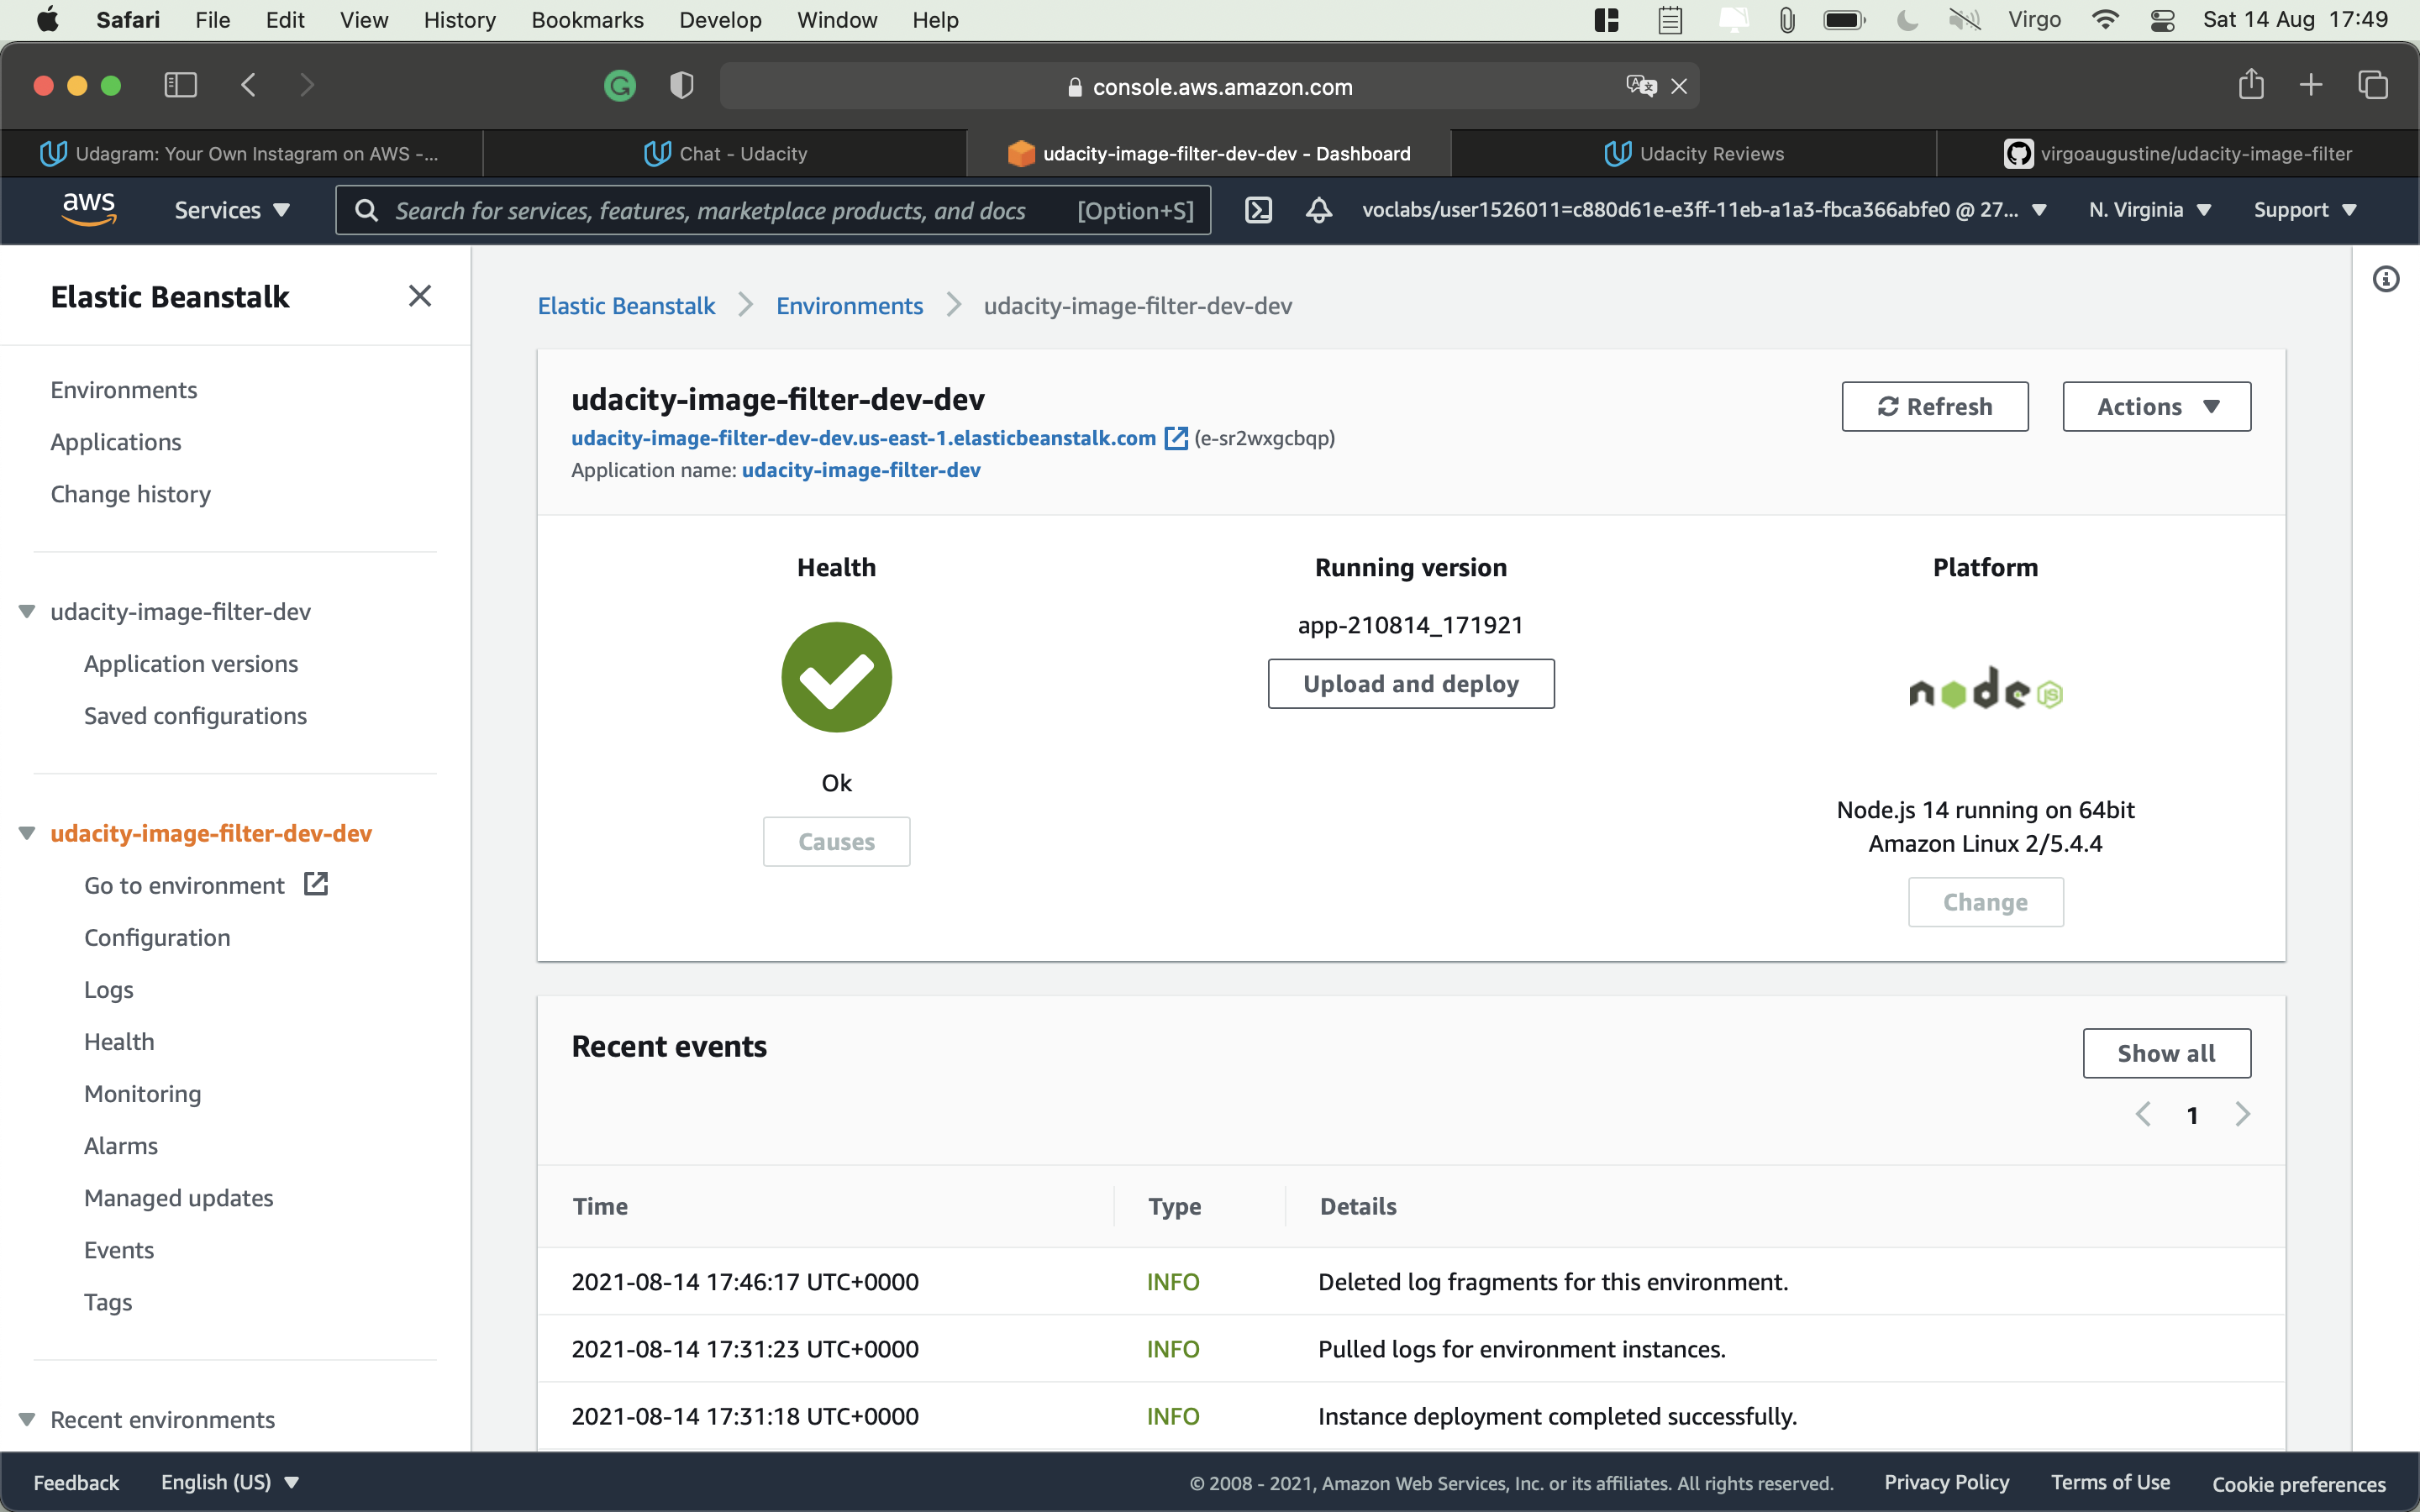 Safari File Edit View History Bookmarks Develop Window Help Virgo Sat 14 Aug 17:49
console.aws.amazon.com
Udagram: Your Own Instagram on AWS -... Chat - Udacity udacity-image-filter-dev-dev - Dashboard Udacity Reviews virgoaugustine/udacity-image-filter
aws Services Search for services, features, marketplace products, and docs [Option+S] voclabs/user1526011=c880d61e-e3ff-11eb-a1a3-fbca366abfe0 @ 27... N. Virginia Support
Elastic Beanstalk
Environments
Applications
Change history
udacity-image-filter-dev
Application versions
Saved configurations
udacity-image-filter-dev-dev
Go to environment
Configuration
Logs
Health
Monitoring
Alarms
Managed updates
Events
Tags
Recent environments
Elastic Beanstalk Environments udacity-image-filter-dev-dev
udacity-image-filter-dev-dev
udacity-image-filter-dev-dev.us-east-1.elasticbeanstalk.com (e-sr2wxgcbqp)
Application name: udacity-image-filter-dev
Refresh Actions
Health
Ok
Causes
Running version
app-210814_171921
Upload and deploy
Platform
node JS
Node.js 14 running on 64bit
Amazon Linux 2/5.4.4
Change
Recent events
Show all
1
Time Type Details
2021-08-14 17:46:17 UTC+0000 INFO Deleted log fragments for this environment.
2021-08-14 17:31:23 UTC+0000 INFO Pulled logs for environment instances.
2021-08-14 17:31:18 UTC+0000 INFO Instance deployment completed successfully.
Feedback English (US) © 2008 - 2021, Amazon Web Services, Inc. or its affiliates. All rights reserved. Privacy Policy Terms of Use Cookie preferences